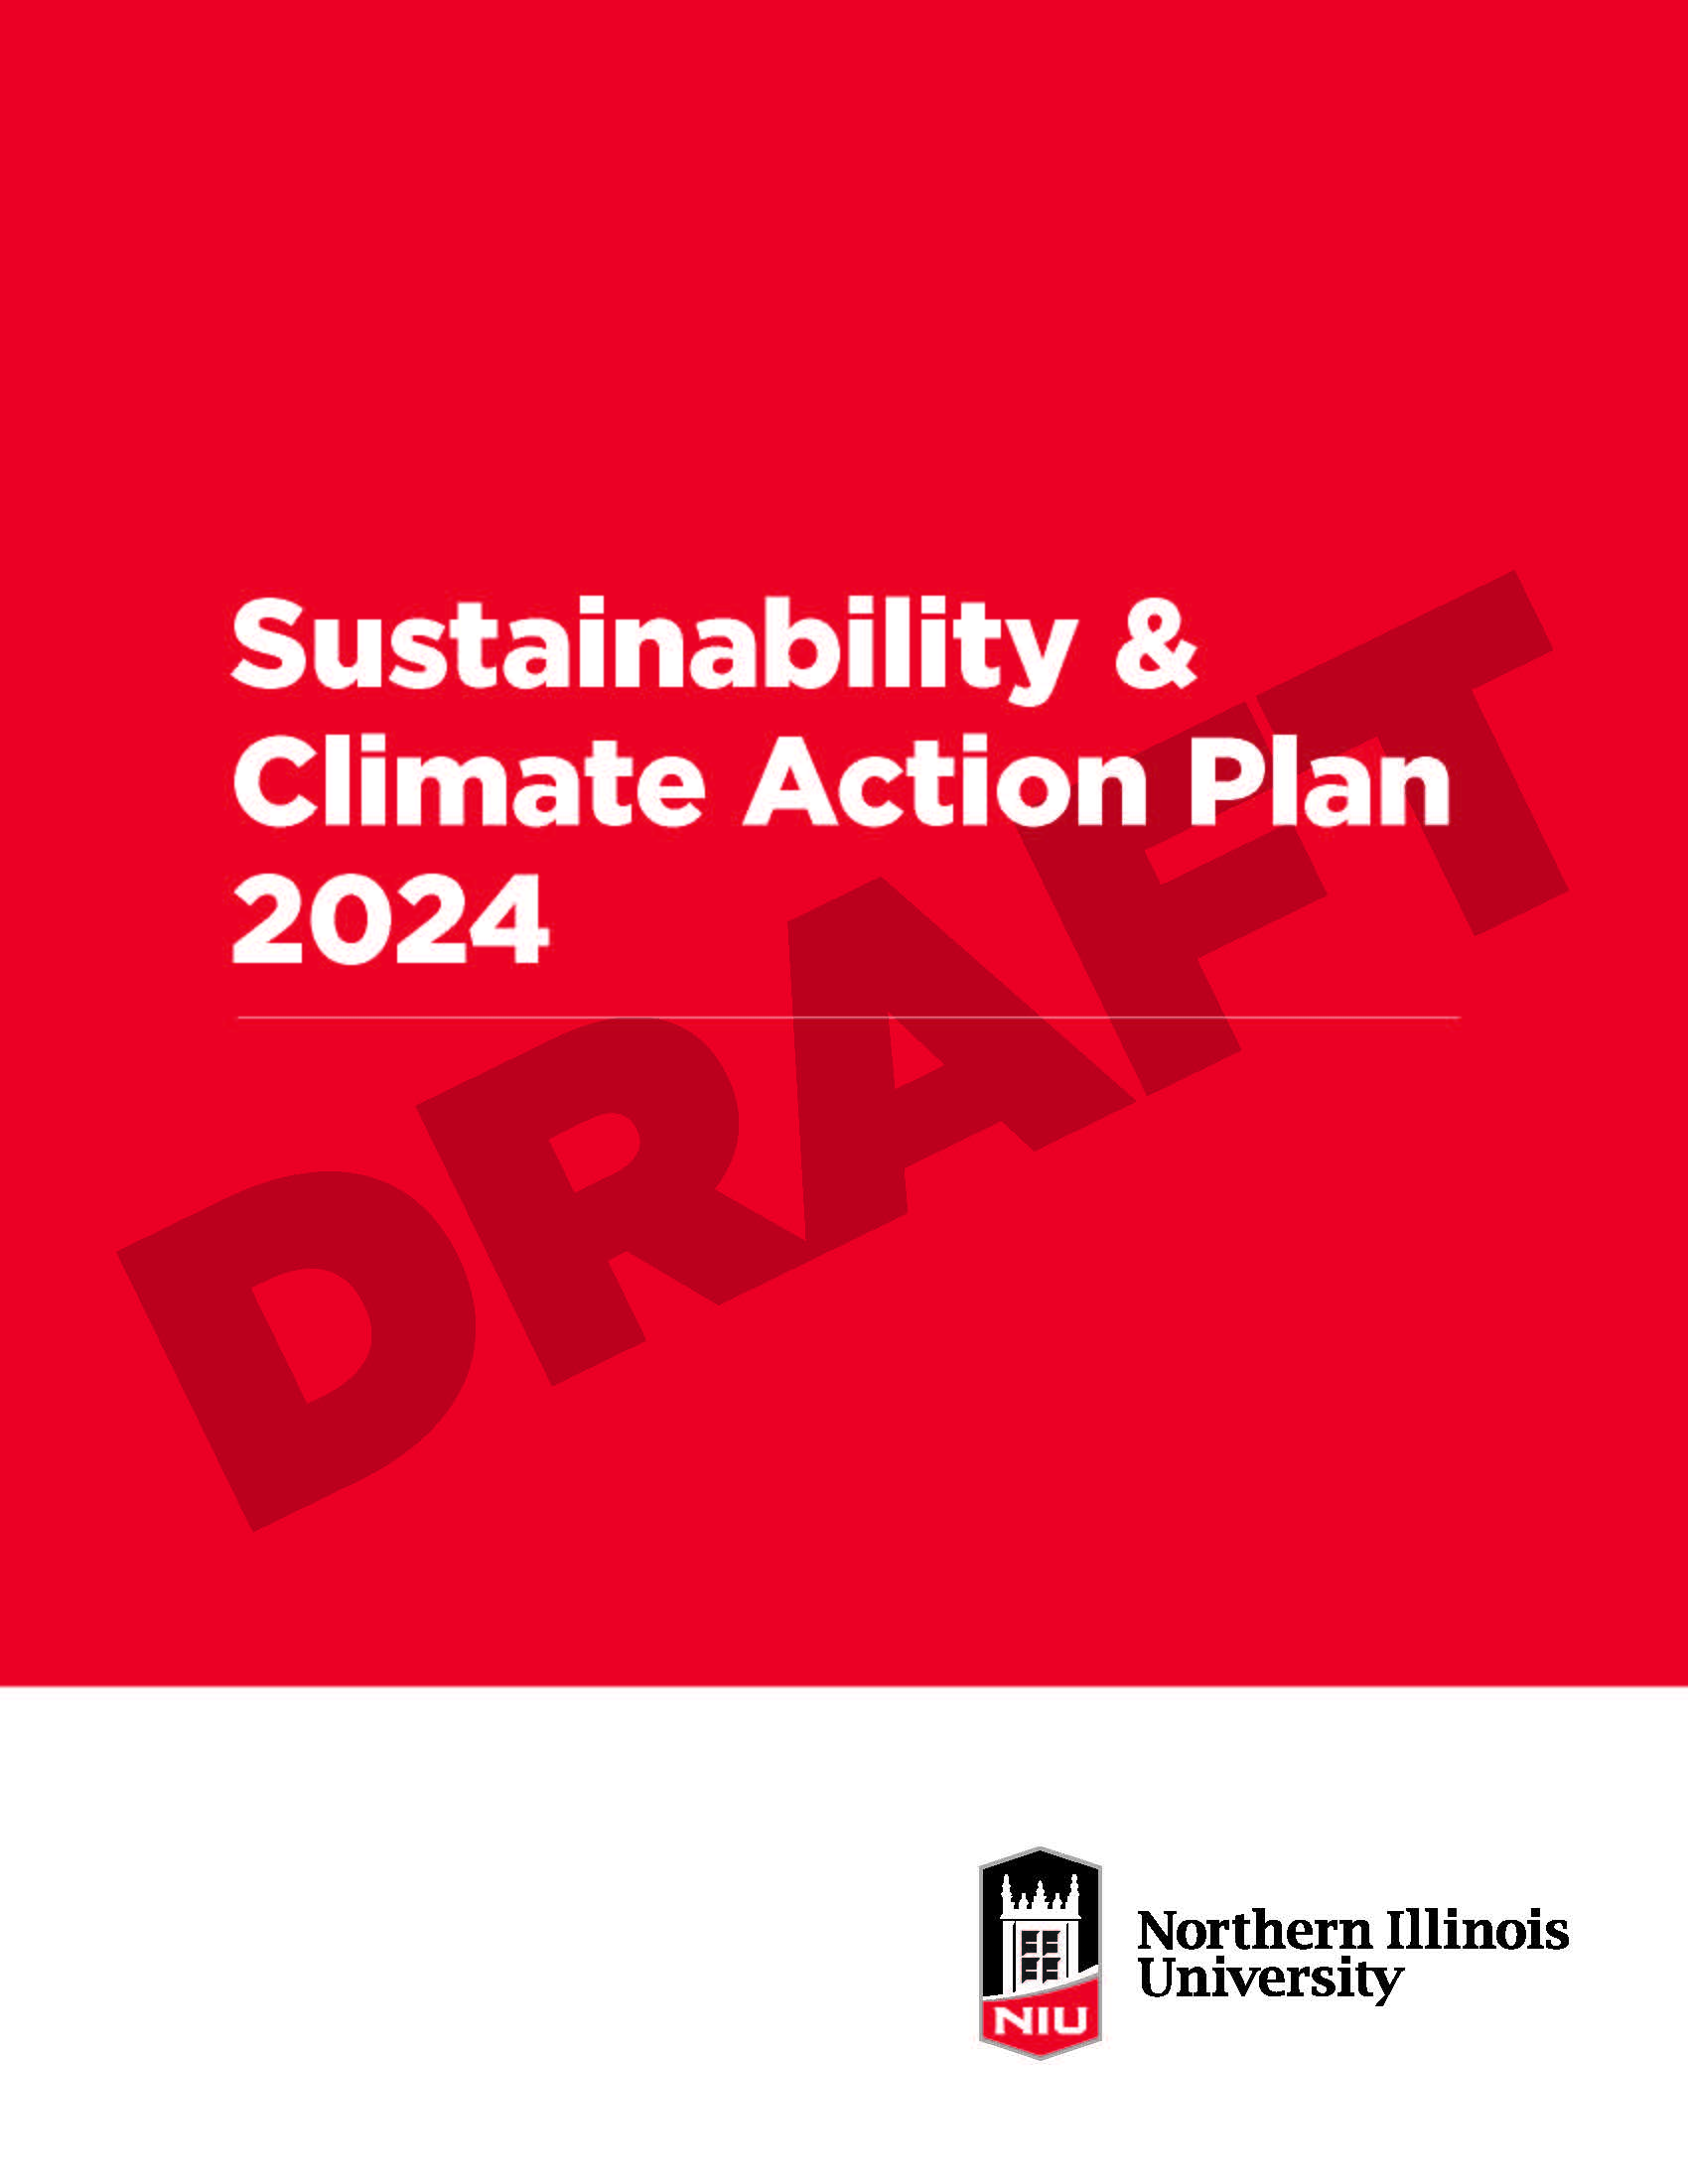 Sustainability &
Climate Action Plan
2024
DRAFT
NIU
Northern Illinois
University